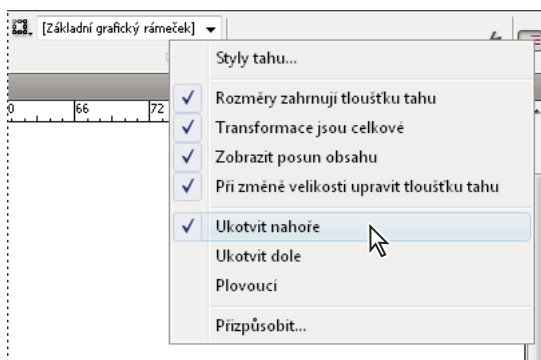 [Základní grafický rámeček]
Styly tahu...
0 66 72
Rozměry zahrnují tloušťku tahu
Transformace jsou celkové
Zobrazit posun obsahu
Při změně velikosti upravit tloušťku tahu
Ukotvit nahoře
Ukotvit dole
Plovoucí
Přizpůsobit...